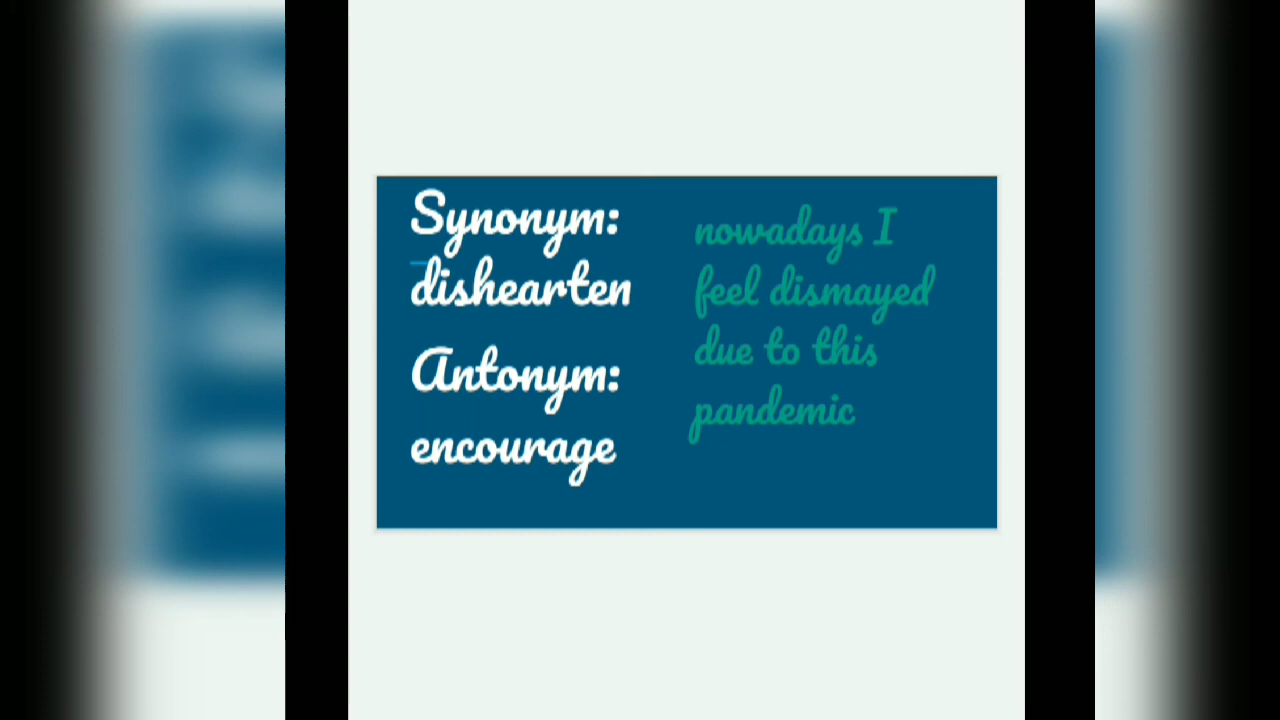 Synonym:
dishearten
Antonym:
encourage
nowadays I
feel dismayed
due to this
pandemic